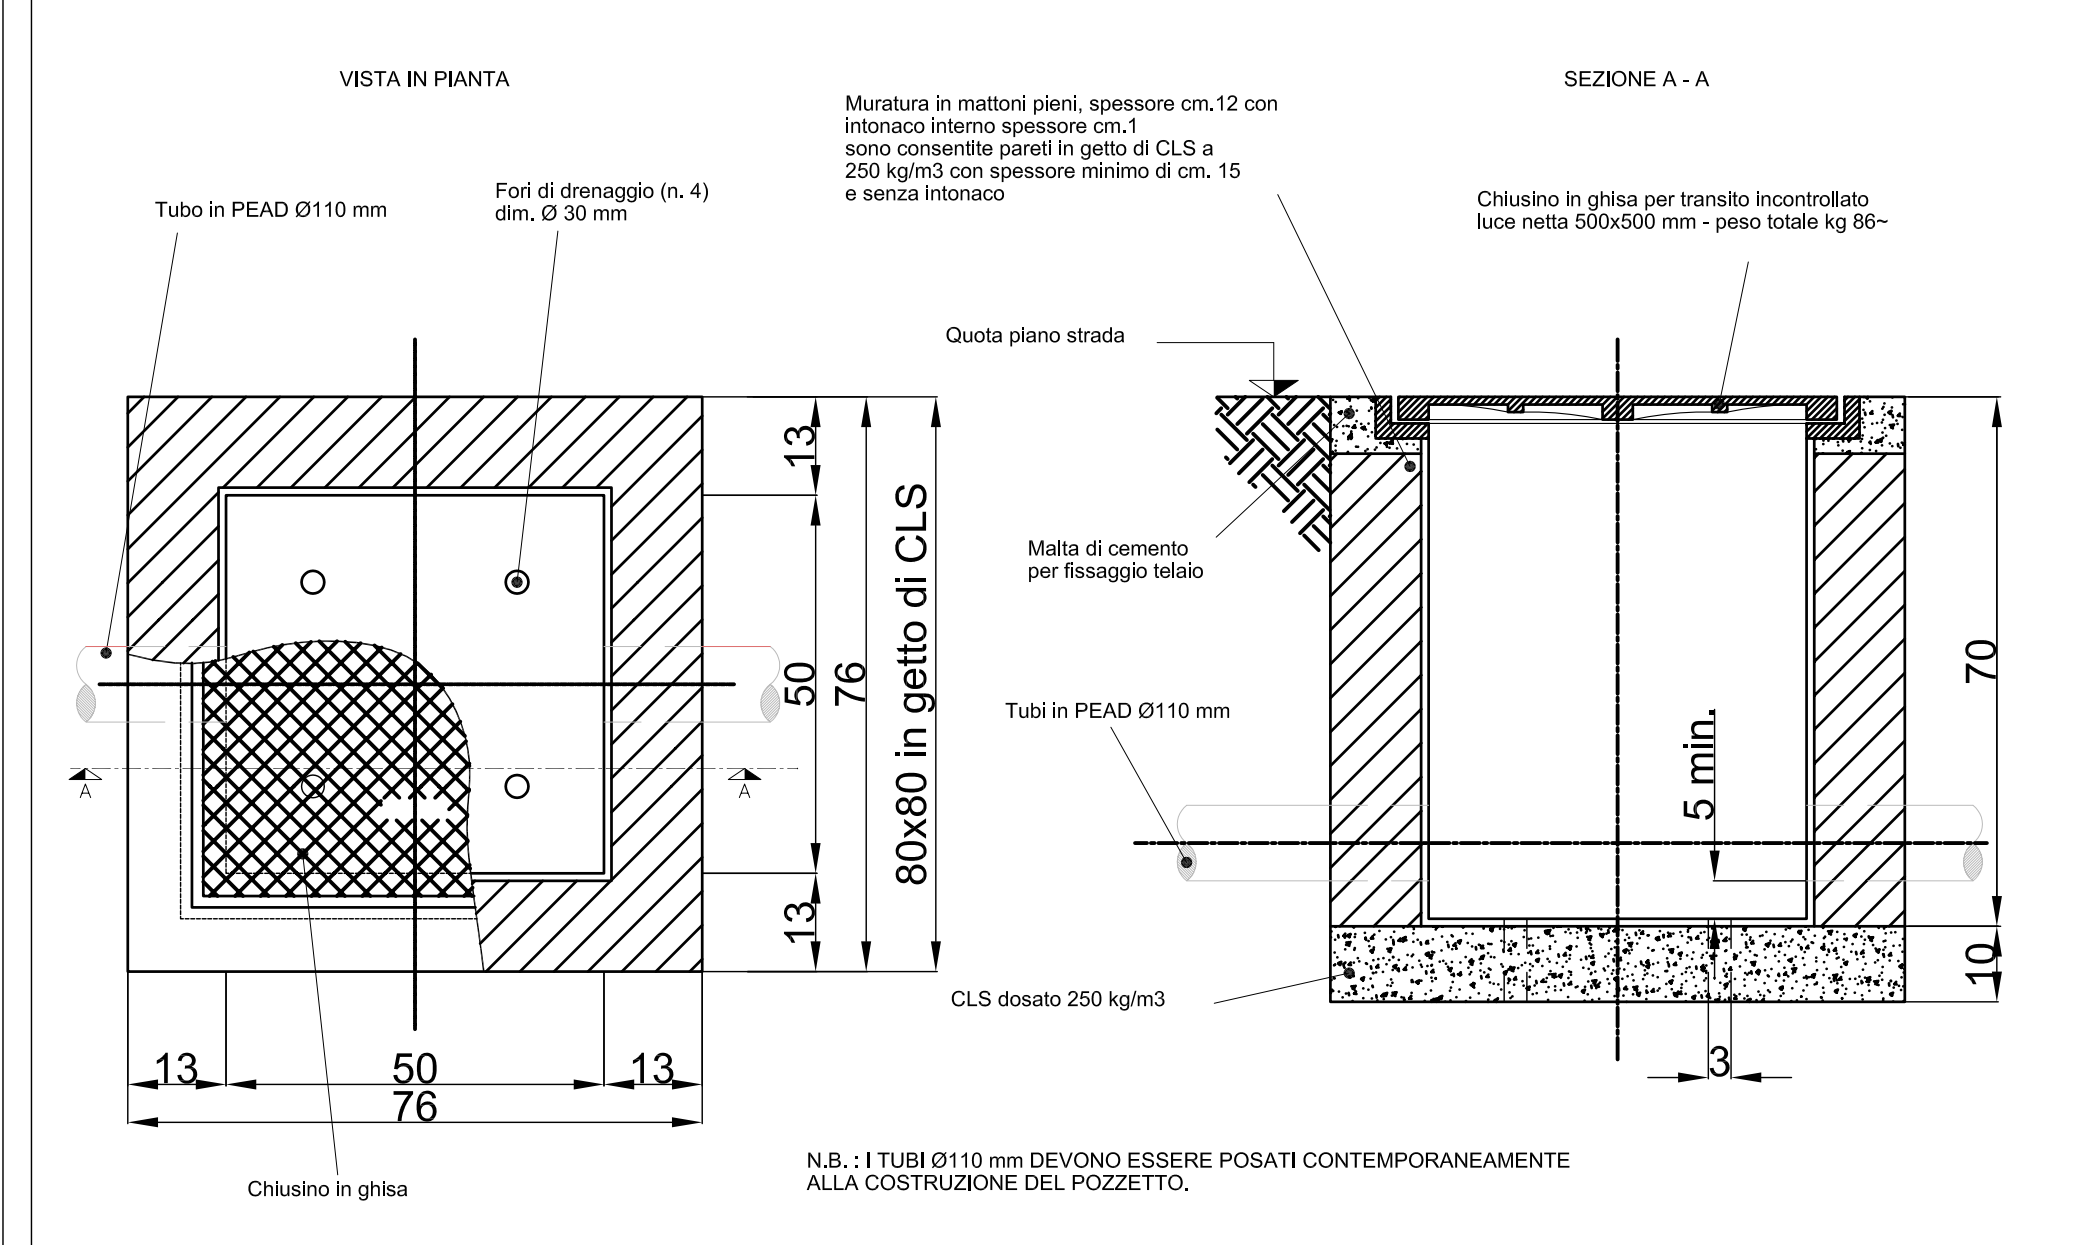 VISTA IN PIANTA
SEZIONE A - A
Muratura in mattoni pieni, spessore cm.12 con
intonaco interno spessore cm.1
sono consentite pareti in getto di CLS a
250 kg/m3 con spessore minimo di cm. 15
e senza intonaco
Tubo in PEAD Ø110 mm
Fori di drenaggio (n. 4)
dim. Ø 30 mm
Chiusino in ghisa per transito incontrollato
luce netta 500x500 mm - peso totale kg 86~
Quota piano strada
13
50
13
76
80x80 in getto di CLS
Malta di cemento
per fissaggio telaio
Tubi in PEAD Ø110 mm
5 min.
70
10
A
A
CLS dosato 250 kg/m3
3
13
50
13
76
Chiusino in ghisa
N.B. : I TUBI Ø110 mm DEVONO ESSERE POSATI CONTEMPORANEAMENTE
ALLA COSTRUZIONE DEL POZZETTO.